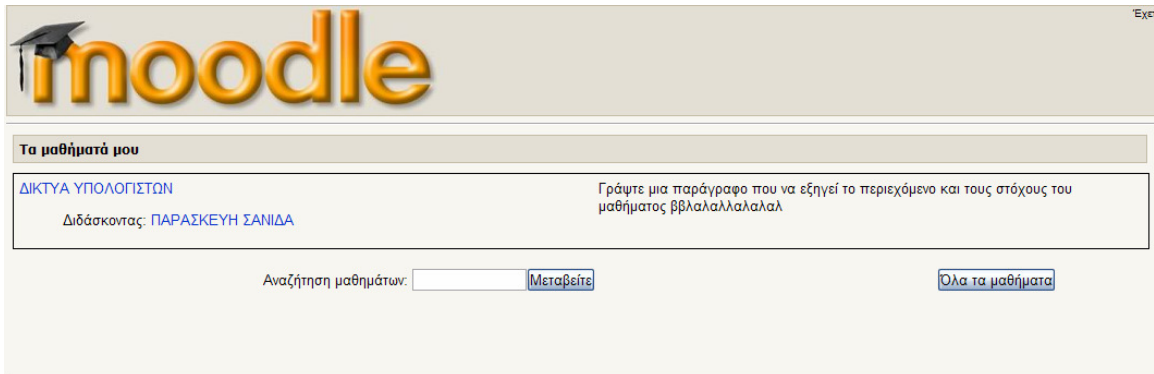 Έχετ
moodle
Τα μαθήματά μου
ΔΙΚΤΥΑ ΥΠΟΛΟΓΙΣΤΩΝ
Διδάσκοντας: ΠΑΡΑΣΚΕΥΗ ΣΑΝΙΔΑ
Γράψτε μια παράγραφο που να εξηγεί το περιεχόμενο και τους στόχους του
μαθήματος ββλαλαλλαλαλαλ
Αναζήτηση μαθημάτων: Μεταβείτε
Όλα τα μαθήματα